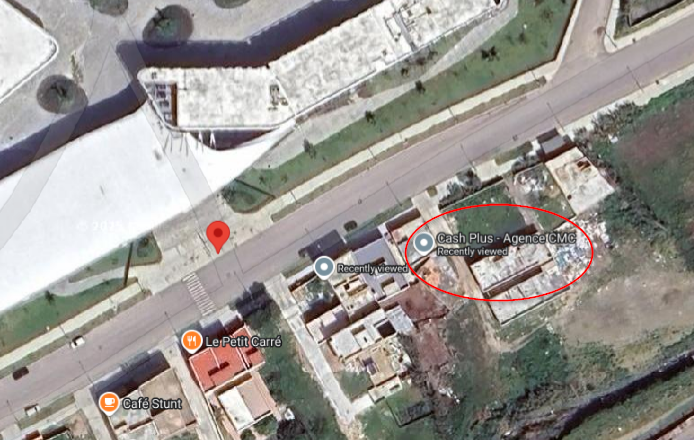 Cash Plus - Agence CMC
Recently viewed
Recently viewed
Le Petit Carré
Café Stunt